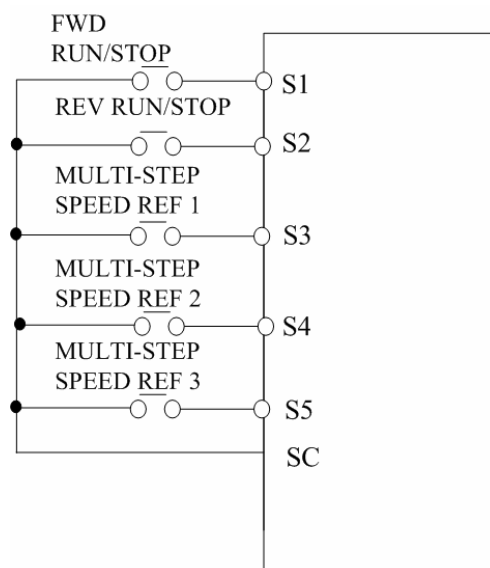 FWD
RUN/STOP
S1
REV RUN/STOP
S2
MULTI-STEP
SPEED REF 1
S3
MULTI-STEP
SPEED REF 2
S4
MULTI-STEP
SPEED REF 3
S5
SC